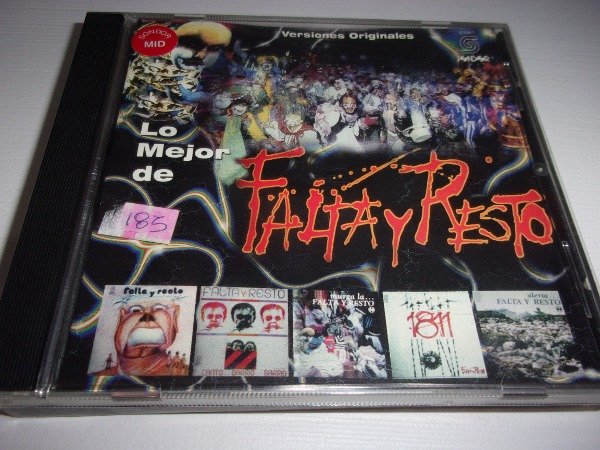 SONDOR
MID
Versiones Originales
Lo
Mejor
de
FALTA Y RESTO
185
falta y resto
FALTA Y RESTO
murga la...
FALTA Y RESTO
1811
FALTA Y RESTO